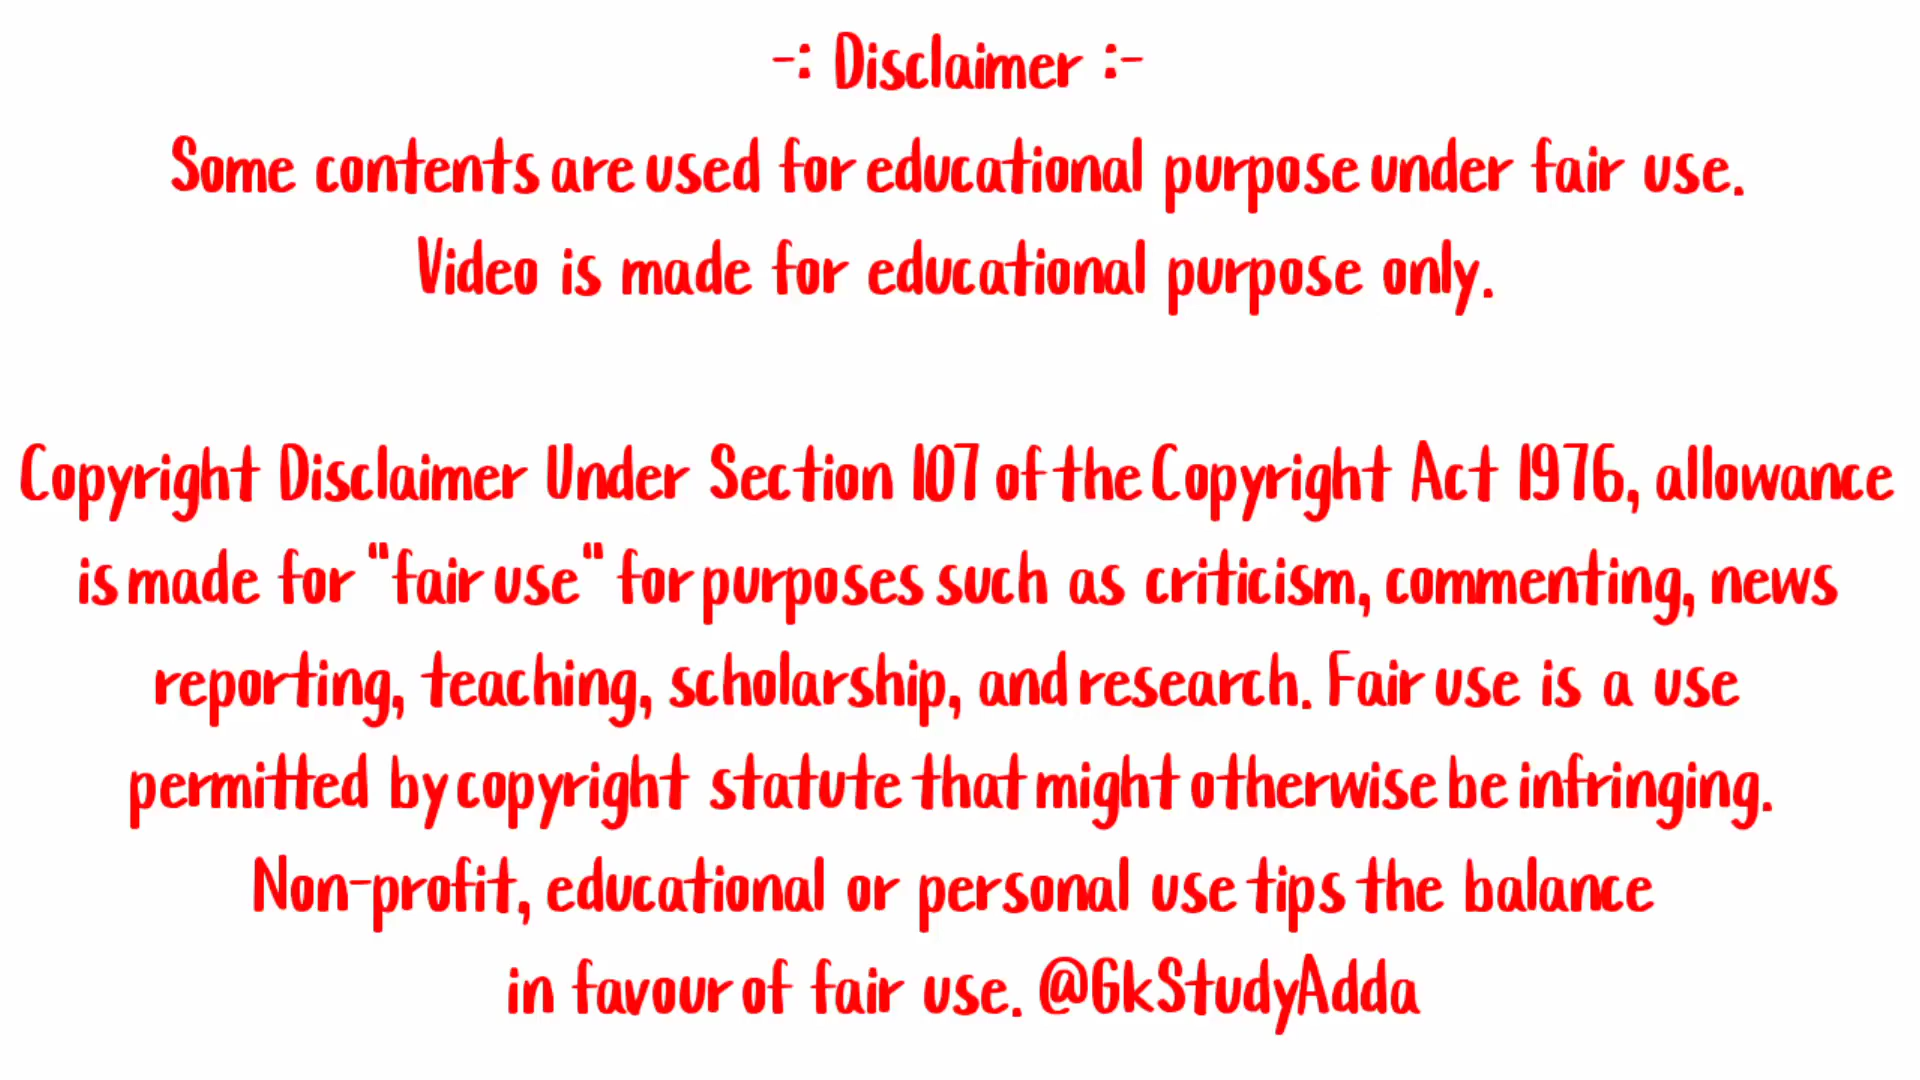 -: Disclaimer :-
Some contents are used for educational purpose under fair use.
Video is made for educational purpose only.
Copyright Disclaimer Under Section 107 of the Copyright Act 1976, allowance
is made for "fair use" for purposes such as criticism, commenting, news
reporting, teaching, scholarship, and research. Fair use is a use
permitted by copyright statute that might otherwise be infringing.
Non-profit, educational or personal use tips the balance
in favour of fair use. @GkStudyAdda